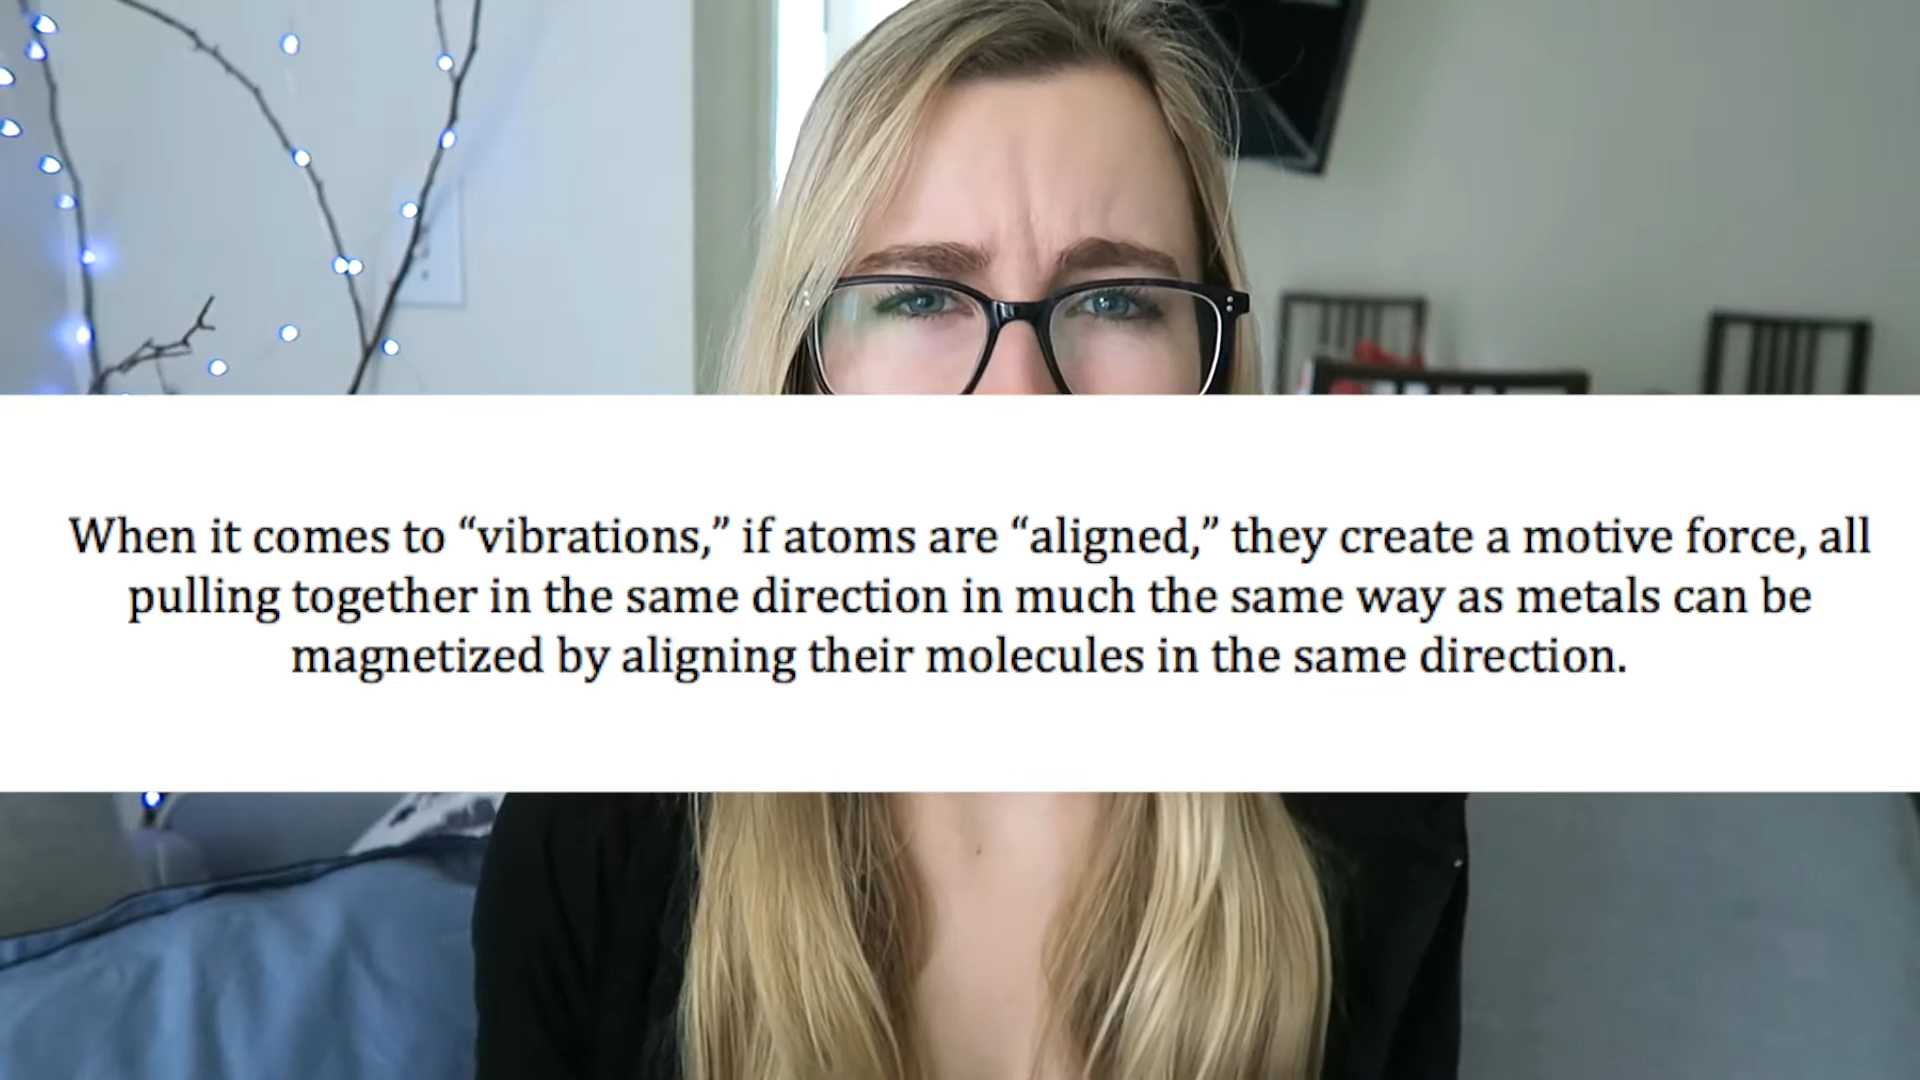 When it comes to “vibrations,” if atoms are “aligned,” they create a motive force, all
pulling together in the same direction in much the same way as metals can be
magnetized by aligning their molecules in the same direction.